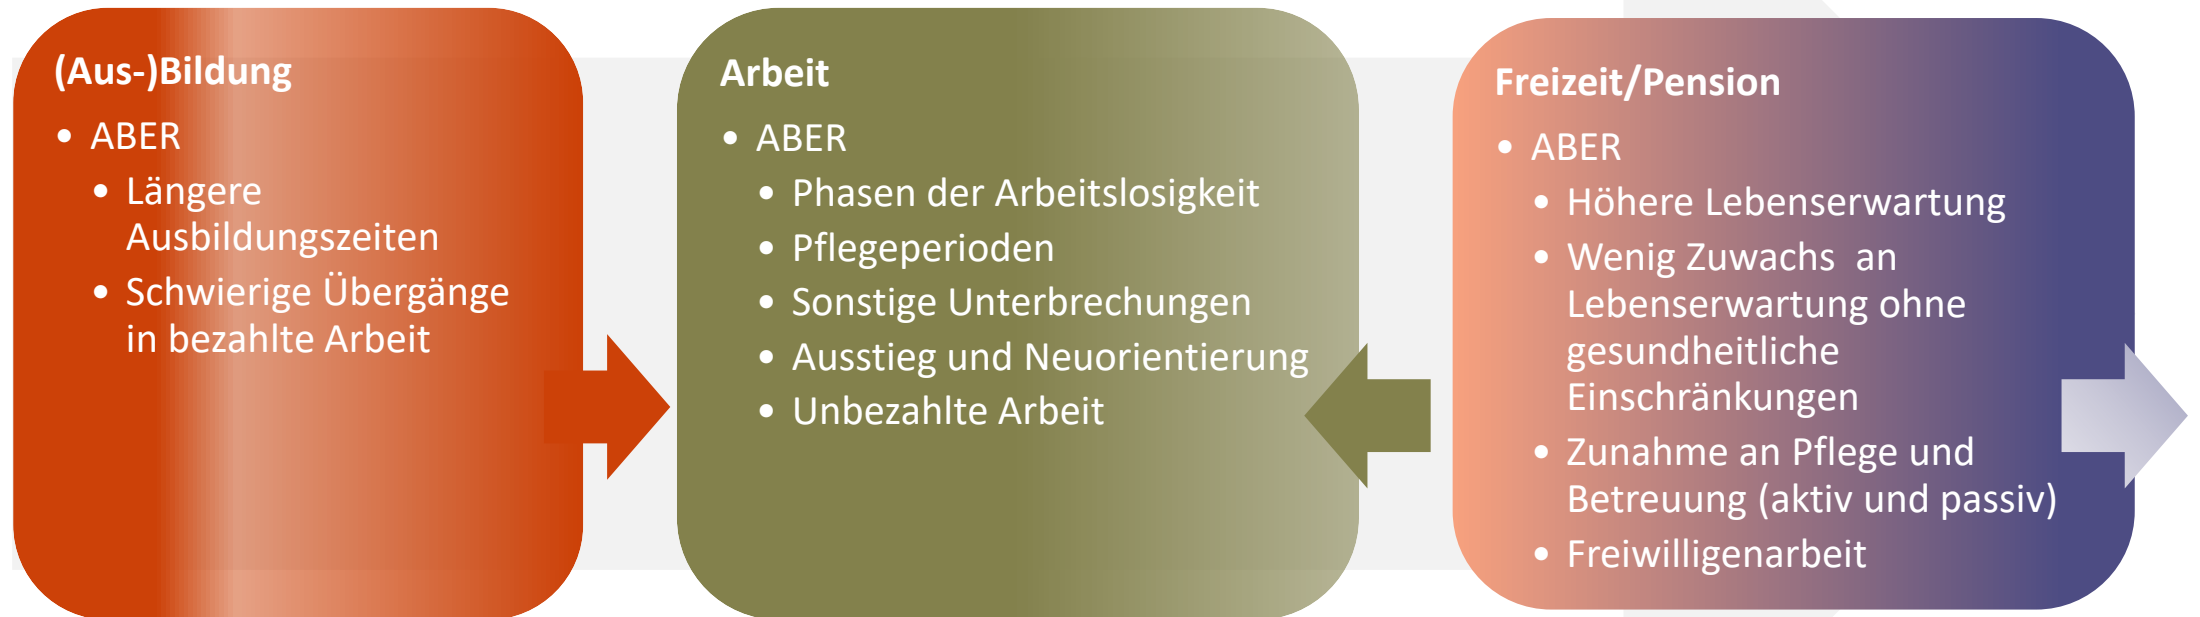 (Aus-)Bildung
• ABER
• Längere
Ausbildungszeiten
• Schwierige Übergänge
in bezahlte Arbeit
Arbeit
• ABER
• Phasen der Arbeitslosigkeit
• Pflegeperioden
• Sonstige Unterbrechungen
• Ausstieg und Neuorientierung
• Unbezahlte Arbeit
Freizeit/Pension
• ABER
• Höhere Lebenserwartung
• Wenig Zuwachs an
Lebenserwartung ohne
gesundheitliche
Einschränkungen
• Zunahme an Pflege und
Betreuung (aktiv und passiv)
• Freiwilligenarbeit